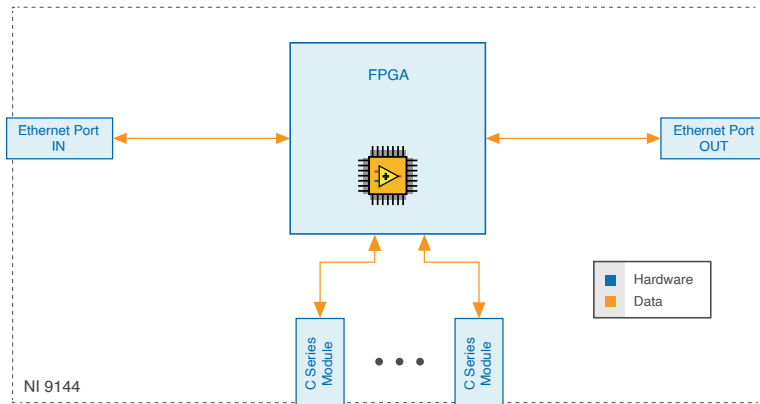 FPGA
Ethernet Port
IN
Ethernet Port
OUT
Hardware
Data
C Series
Module
C Series
Module
NI 9144